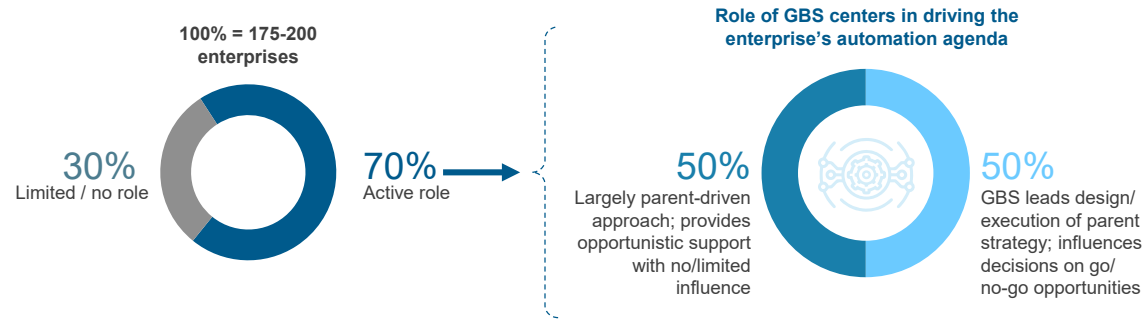 100% = 175-200
enterprises
30%
Limited / no role
70%
Active role
Role of GBS centers in driving the
enterprise's automation agenda
50%
Largely parent-driven
approach; provides
opportunistic support
with no/limited
influence
50%
GBS leads design/
execution of parent
strategy; influences
decisions on go/
no-go opportunities